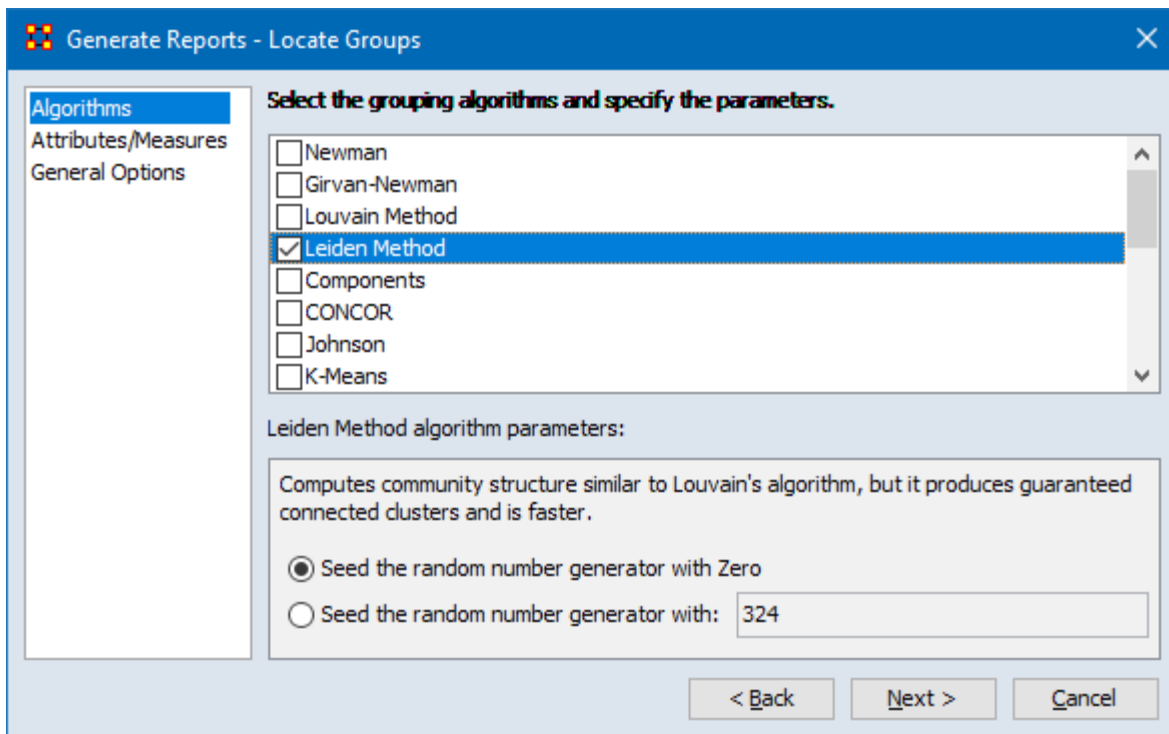 Generate Reports - Locate Groups
Algorithms
Attributes/Measures
General Options
Select the grouping algorithms and specify the parameters.
Newman
Girvan-Newman
Louvain Method
Leiden Method
Components
CONCOR
Johnson
K-Means
Leiden Method algorithm parameters:
Computes community structure similar to Louvain's algorithm, but it produces guaranteed
connected clusters and is faster.
Seed the random number generator with Zero
Seed the random number generator with: 324
< Back Next > Cancel